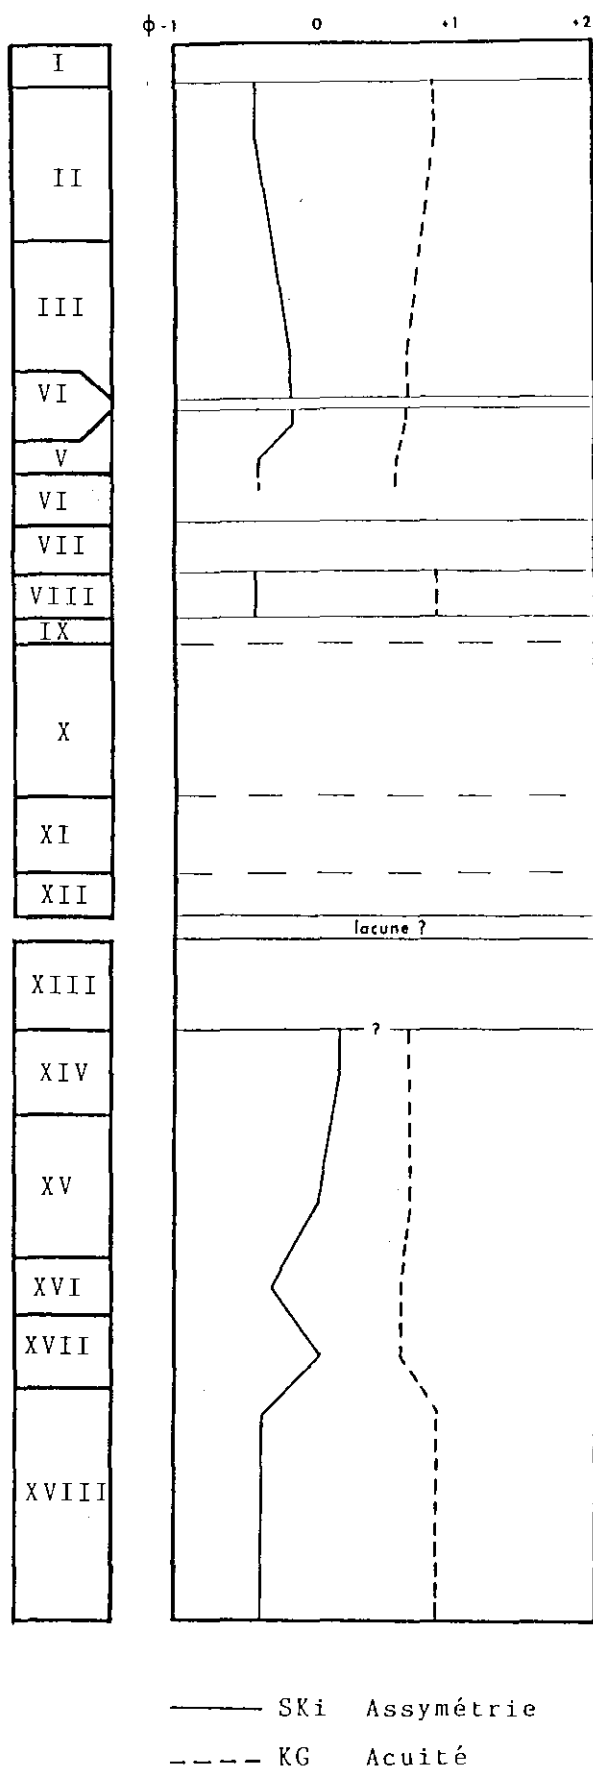 ϕ -1 0 +1 +2
I
II
III
VI
V
VI
VII
VIII
IX
X
XI
XII
lacune ?
XIII
?
XIV
XV
XVI
XVII
XVIII
SKi Assymétrie
KG Acuité